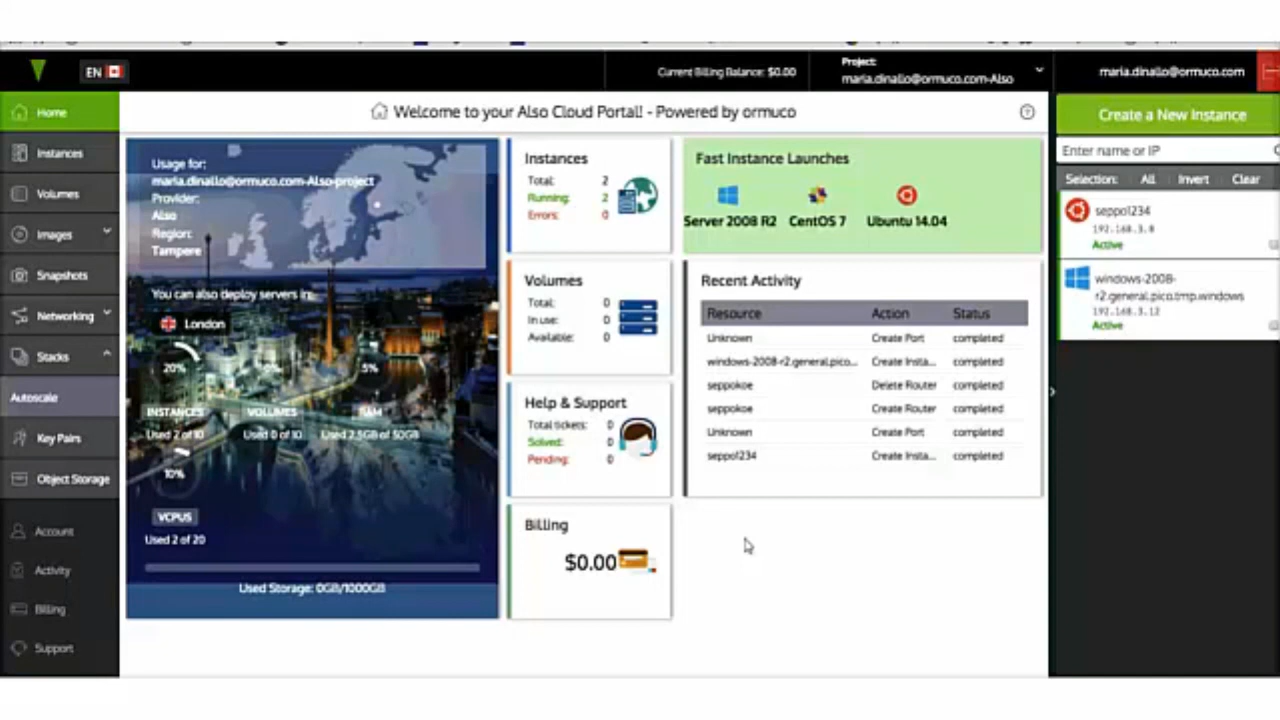 EN
Current Billing Balance: $0.00
Project:
maria.dinallo@ormuco.com-Also
maria.dinallo@ormuco.com
Home
Instances
Volumes
Images
Snapshots
Networking
Stacks
Autoscale
Key Pairs
Object Storage
Account
Activity
Billing
Support
Welcome to your Also Cloud Portal! - Powered by ormuco
Usage for:
maria.dinallo@ormuco.com-Also-project
Provider:
Also
Region:
Tampere
You can also deploy servers in:
London
20%
0%
5%
INSTANCES
VOLUMES
RAM
Used 2 of 10
Used 0 of 10
Used 2.5GB of 50GB
10%
VCPUS
Used 2 of 20
Used Storage: 0GB/1000GB
Instances
Total: 2
Running: 2
Errors: 0
Volumes
Total: 0
In use: 0
Available: 0
Help & Support
Total tickets: 0
Solved: 0
Pending: 0
Billing
$0.00
Fast Instance Launches
Server 2008 R2
CentOS 7
Ubuntu 14.04
Recent Activity
Resource Action Status
Unknown Create Port completed
windows-2008-r2.general.pico... Create Insta... completed
seppokoe Delete Router completed
seppokoe Create Router completed
Unknown Create Port completed
seppo1234 Create Insta... completed
Create a New Instance
Enter name or IP
Selection: All Invert Clear
seppo1234
192.168.3.8
Active
windows-2008-
r2.general.pico.tmp.windows
192.168.3.12
Active